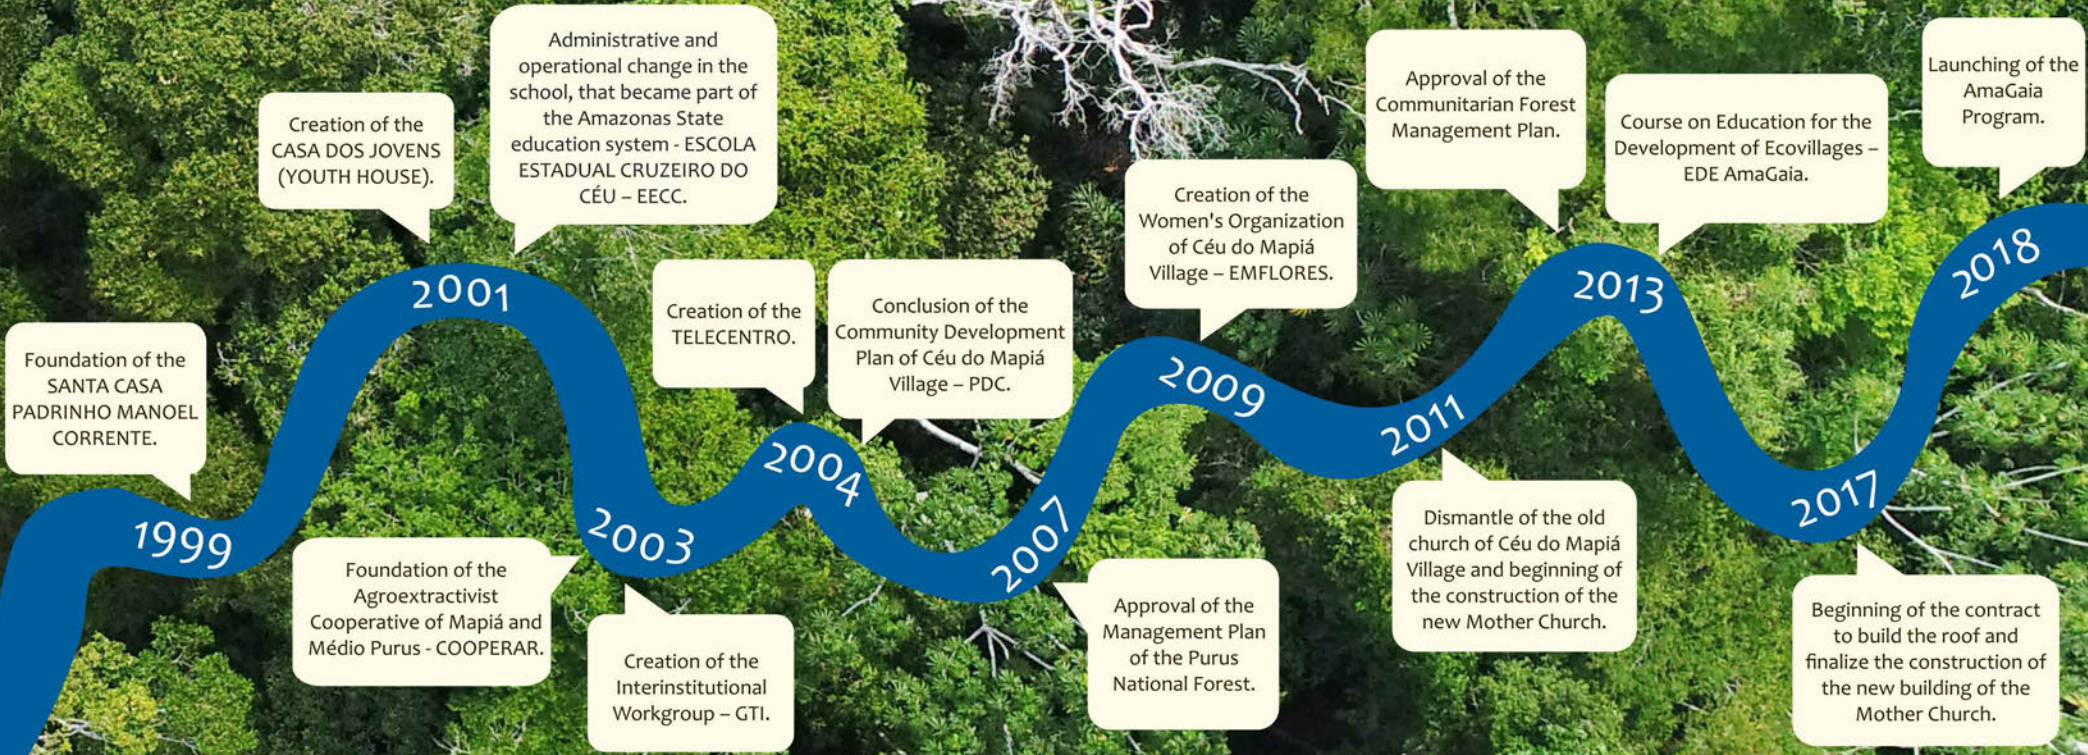 Foundation of the
SANTA CASA
PADRINHO MANOEL
CORRENTE.
1999
Creation of the
CASA DOS JOVENS
(YOUTH HOUSE).
Administrative and
operational change in the
school, that became part of
the Amazonas State
education system - ESCOLA
ESTADUAL CRUZEIRO DO
CÉU – EECC.
2001
Foundation of the
Agroextractivist
Cooperative of Mapiá and
Médio Purus - COOPERAR.
2003
Creation of the
Interinstitutional
Workgroup – GTI.
Creation of the
TELECENTRO.
2004
Conclusion of the
Community Development
Plan of Céu do Mapiá
Village – PDC.
2007
Approval of the
Management Plan
of the Purus
National Forest.
Creation of the
Women's Organization
of Céu do Mapiá
Village – EMFLORES.
2009
2011
Dismantle of the old
church of Céu do Mapiá
Village and beginning of
the construction of the
new Mother Church.
Approval of the
Communitarian Forest
Management Plan.
2013
Course on Education for the
Development of Ecovillages –
EDE AmaGaia.
2017
Beginning of the contract
to build the roof and
finalize the construction of
the new building of the
Mother Church.
Launching of the
AmaGaia
Program.
2018